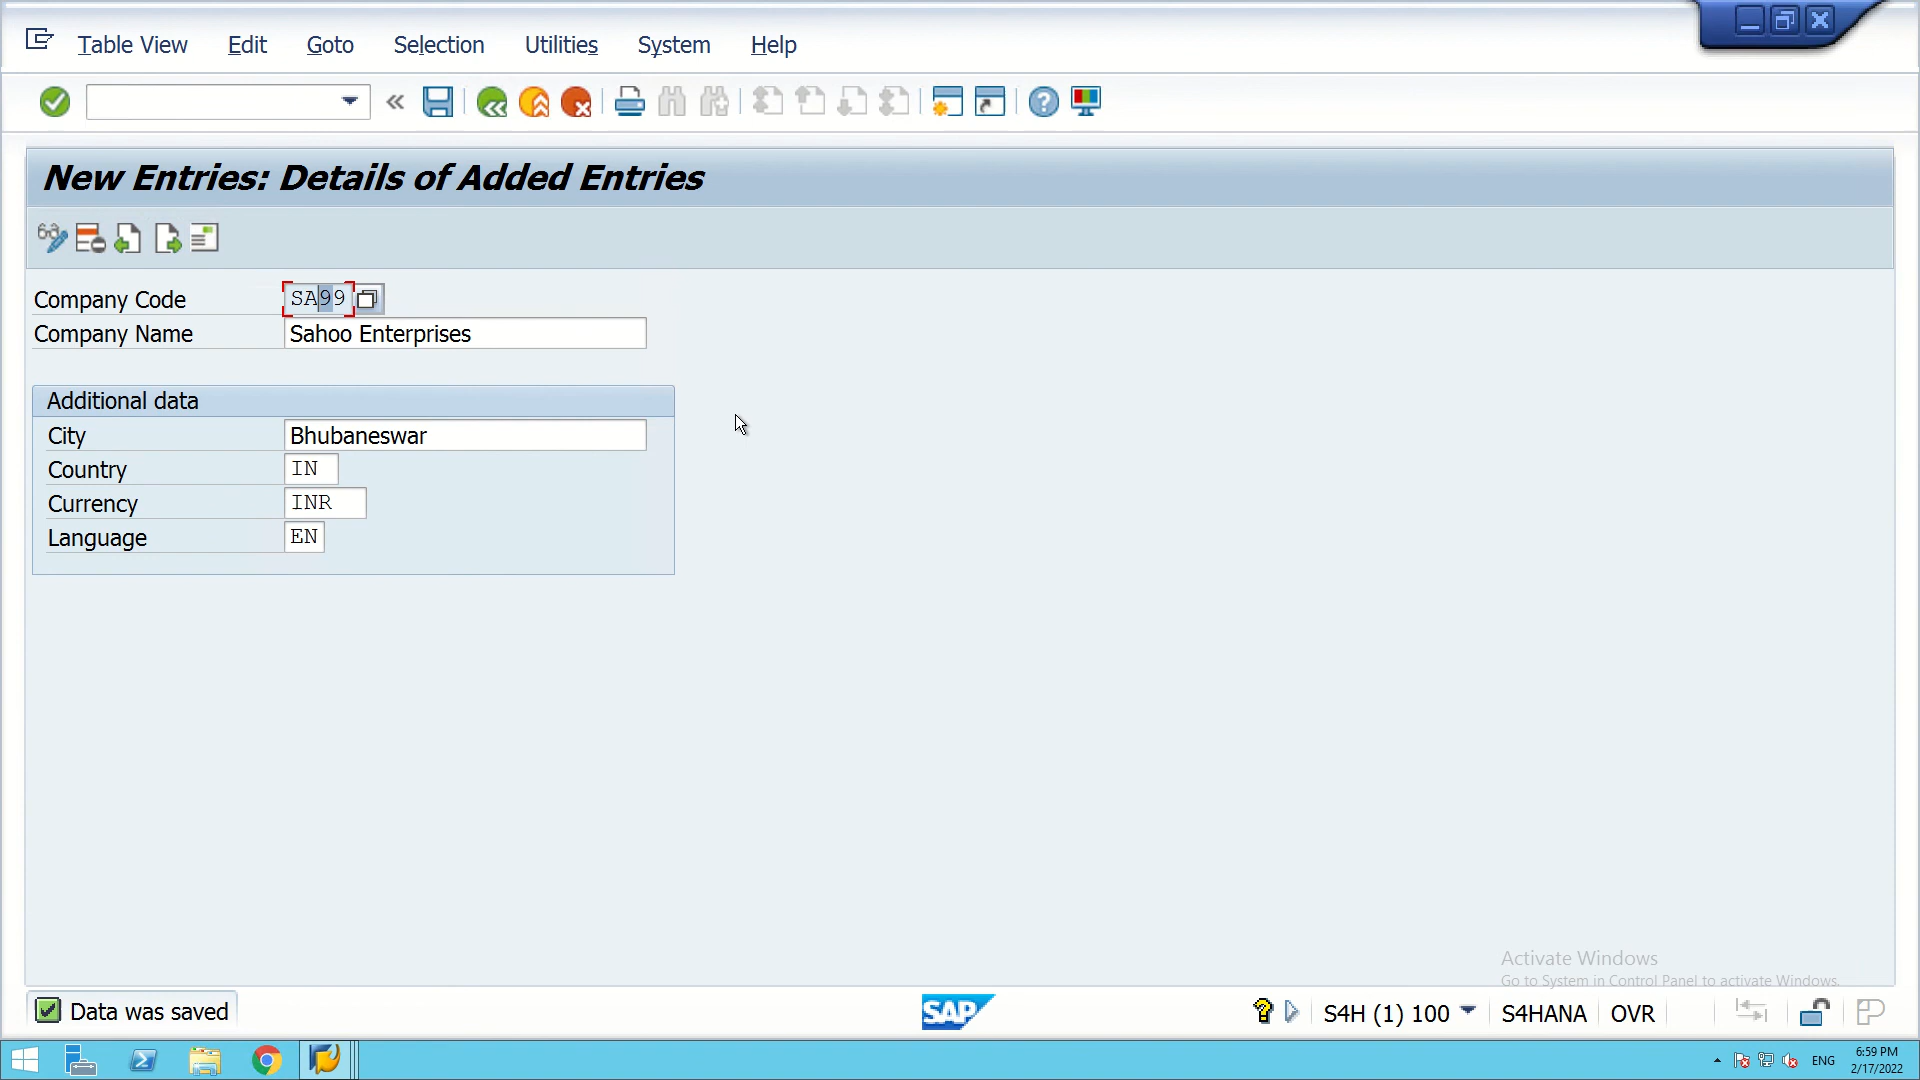 Table View Edit Goto Selection Utilities System Help
New Entries: Details of Added Entries
Company Code SA99
Company Name Sahoo Enterprises
Additional data
City Bhubaneswar
Country IN
Currency INR
Language EN
Activate Windows
Go to System in Control Panel to activate Windows.
Data was saved SAP S4H (1) 100 S4HANA OVR
ENG 6:59 PM
2/17/2022